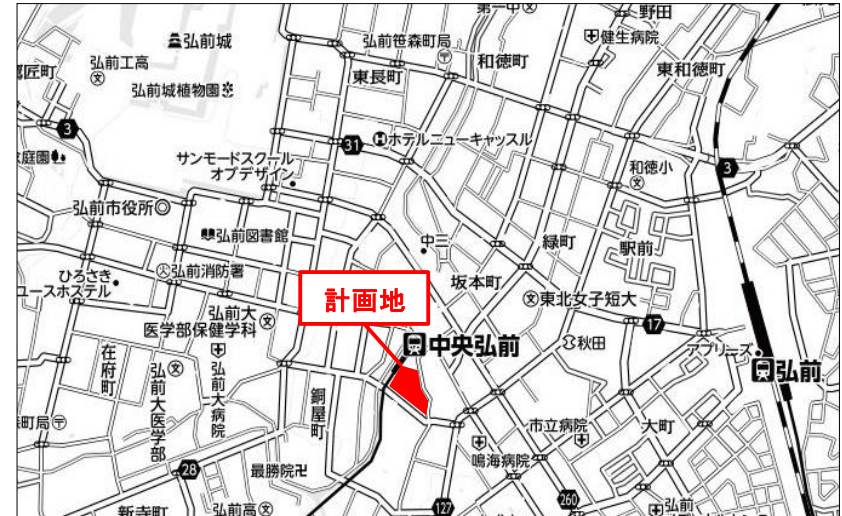 第一中
野田
弘前城
弘前笹森町局
健生病院
弘前工高
和徳町
東長町
東和徳町
弘前城植物園
3
31
ホテルニューキャッスル
庭園
サンモードスクール
オブデザイン
和徳小
3
弘前市役所
弘前図書館
中三
緑町
駅前
弘前消防署
ひろさき
ユースホステル
坂本町
計画地
東北女子短大
弘前大
医学部保健学科
17
中央弘前
秋田
アプリーズ
弘前
在府町
弘前大医学部
弘前大病院
銅屋町
市立病院
大町
町局
鳴海病院
28
最勝院
新寺町
弘前高
127
260
弘前